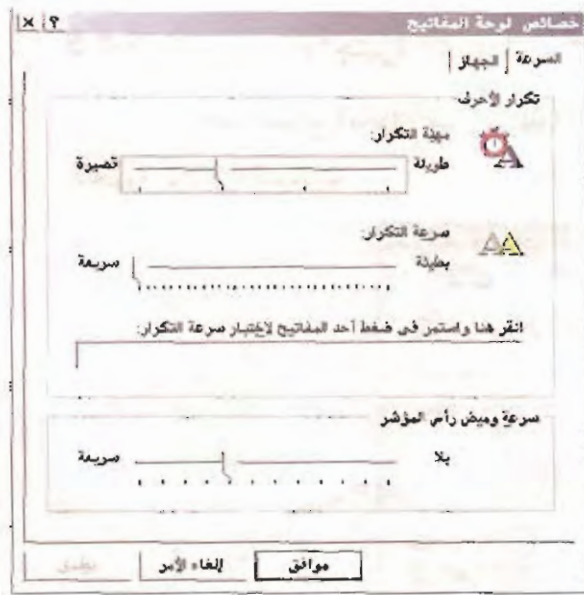 خصائص لوحة المفاتيح ? ×
السرعة الجهاز
تكرار الأحرف
مهلة التكرار:
طويلة قصيرة
سرعة التكرار:
بطيئة سريعة
انقر هنا واستمر في ضغط أحد المفاتيح لإختبار سرعة التكرار:
سرعة وميض رأس المؤشر
بلا سريعة
موافق إلغاء الأمر تطبيق